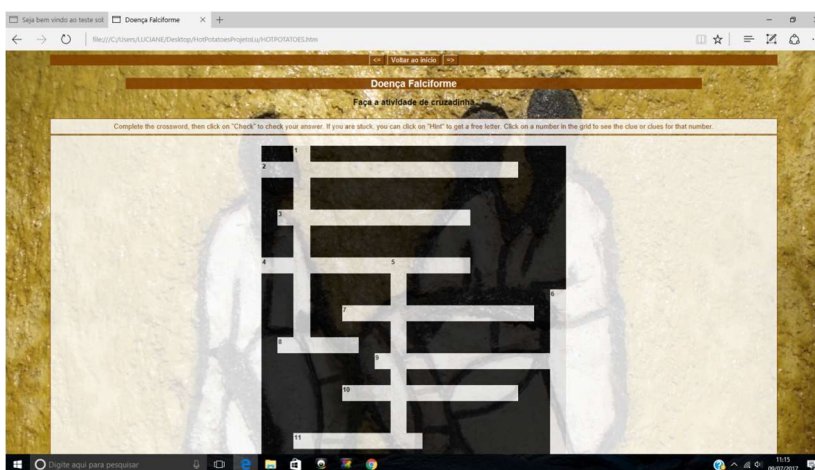 Seja bem vindo ao teste sob
Doença Falciforme
file:///C:/Users/LUCIANE/Desktop/HotPotatoesProjetoLu/HOTPOTATOES.htm
<= Voltar ao início =>
Doença Falciforme
Faça a atividade de cruzadinha
Complete the crossword, then click on "Check" to check your answer. If you are stuck, you can click on "Hint" to get a free letter. Click on a number in the grid to see the clue or clues for that number.
1
2
3
4 5
6
7
8
9
10
11
Digite aqui para pesquisar
11:15
09/02/2017